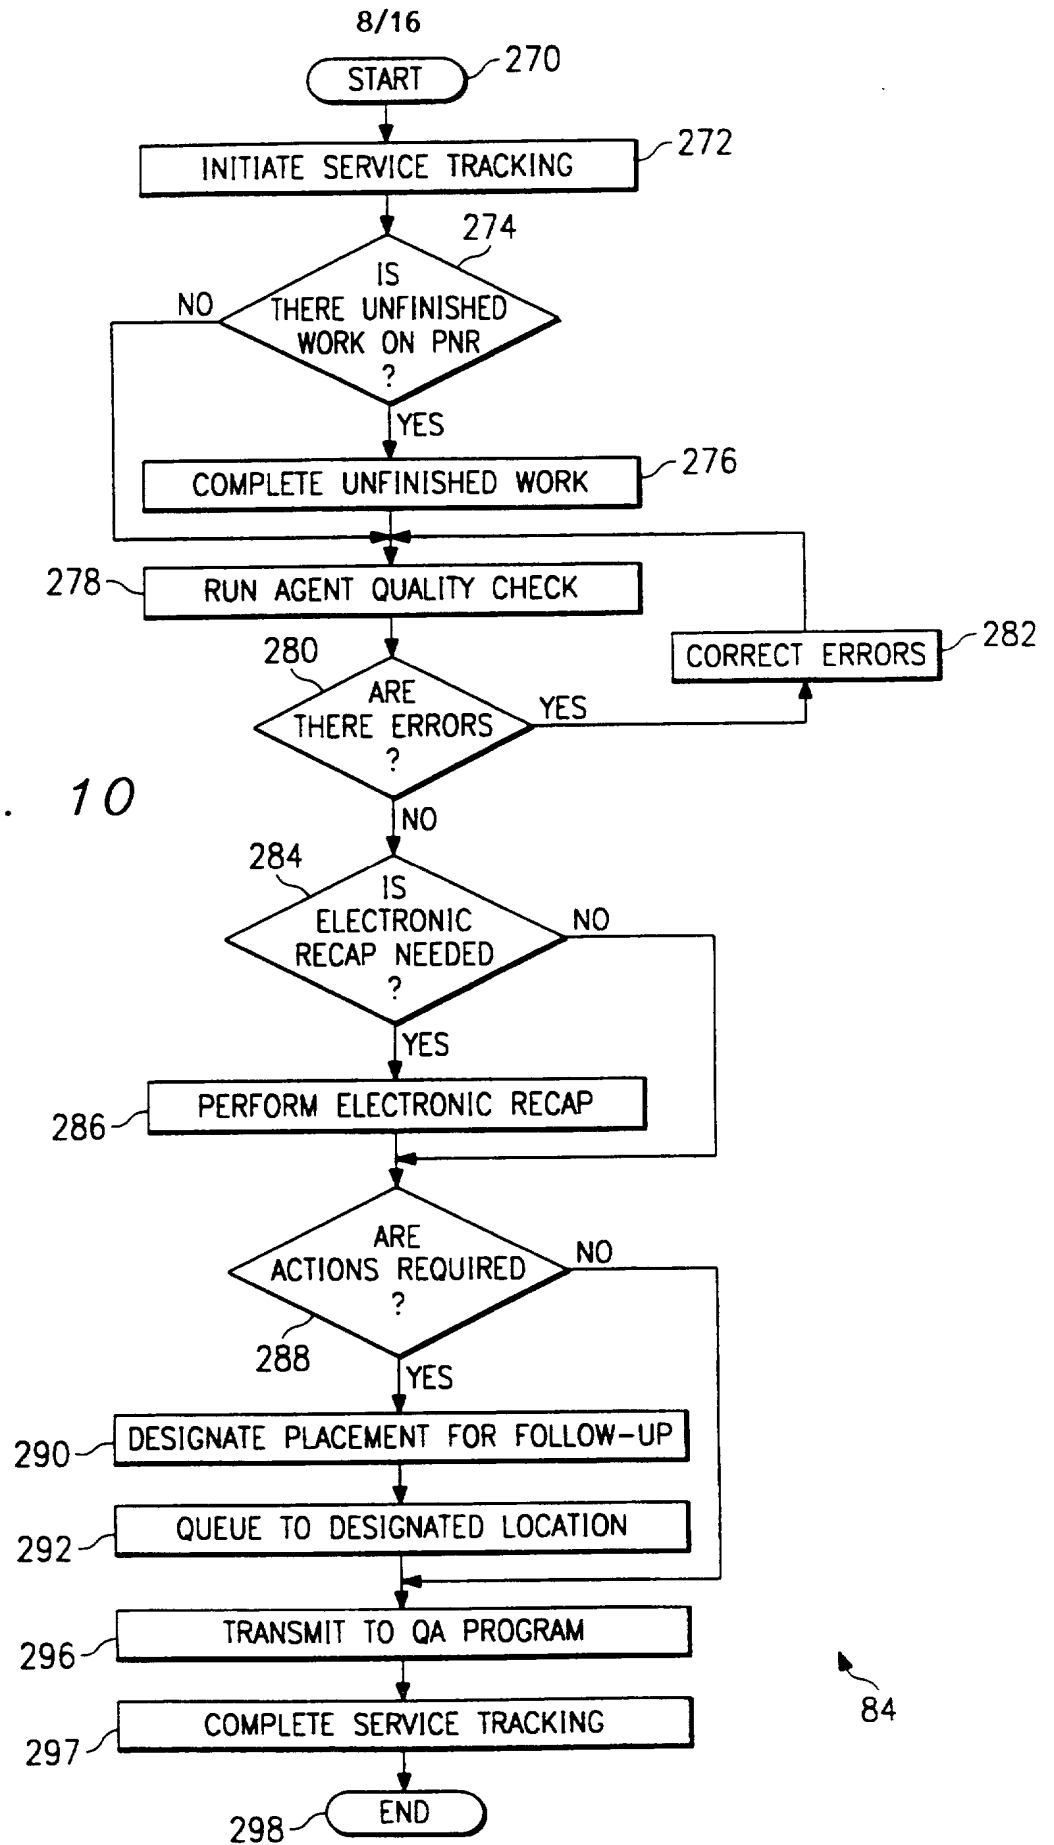 8/16
START
270
INITIATE SERVICE TRACKING
272
274
IS
THERE UNFINISHED
WORK ON PNR
?
NO
YES
COMPLETE UNFINISHED WORK
276
278
RUN AGENT QUALITY CHECK
280
ARE
THERE ERRORS
?
YES
CORRECT ERRORS
282
. 10
NO
284
IS
ELECTRONIC
RECAP NEEDED
?
NO
YES
PERFORM ELECTRONIC RECAP
286
ARE
ACTIONS REQUIRED
?
NO
288
YES
290
DESIGNATE PLACEMENT FOR FOLLOW-UP
292
QUEUE TO DESIGNATED LOCATION
296
TRANSMIT TO QA PROGRAM
84
297
COMPLETE SERVICE TRACKING
298
END